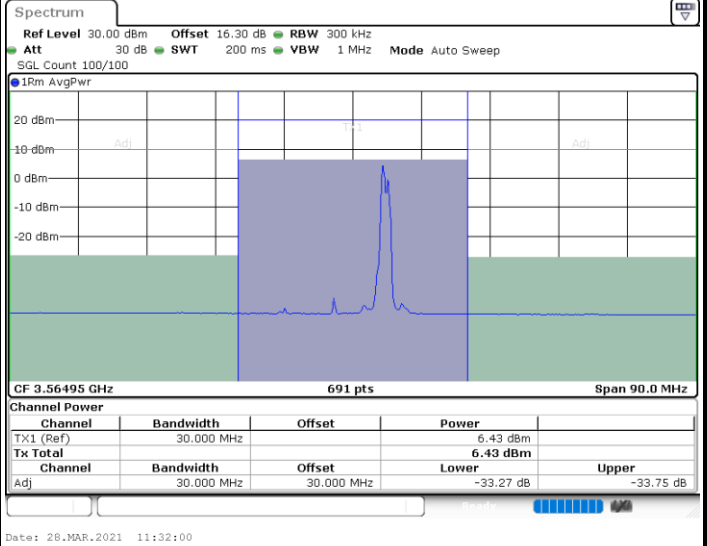 Spectrum
Ref Level 30.00 dBm Offset 16.30 dB RBW 300 kHz
Att 30 dB SWT 200 ms VBW 1 MHz Mode Auto Sweep
SGL Count 100/100
1Rm AvgPwr
20 dBm
TX1
Adj Adj
10 dBm
0 dBm
-10 dBm
-20 dBm
CF 3.56495 GHz 691 pts Span 90.0 MHz
Channel Power
Channel Bandwidth Offset Power
TX1 (Ref) 30.000 MHz 6.43 dBm
Tx Total 6.43 dBm
Channel Bandwidth Offset Lower Upper
Adj 30.000 MHz 30.000 MHz -33.27 dB -33.75 dB
Ready
Date: 28.MAR.2021 11:32:00